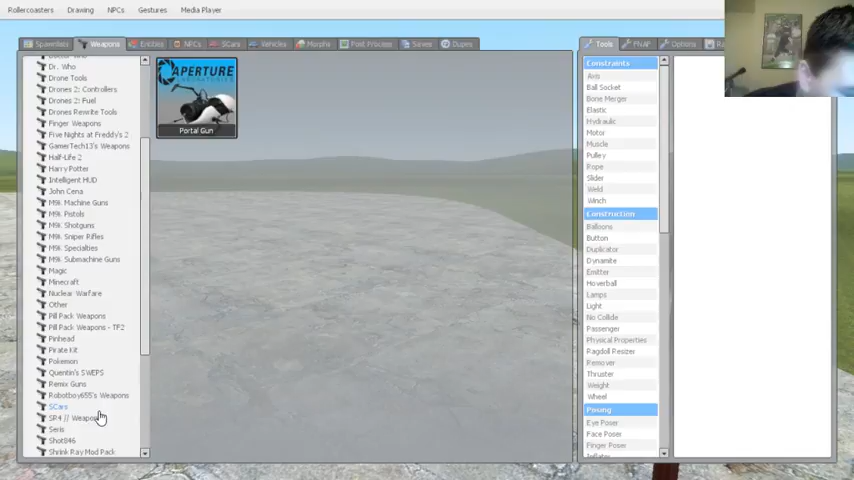 Rollercoasters Drawing NPCs Gestures Media Player
Spawnlists Weapons Entities NPCs SCars Vehicles Morphs Post Process Saves Dupes
Dr. Who
Drone Tools
Drones 2: Controllers
Drones 2: Fuel
Drones Rewrite Tools
Finger Weapons
Five Nights at Freddy's 2
GamerTech13's Weapons
Half-Life 2
Harry Potter
Intelligent HUD
John Cena
M9k Machine Guns
M9k Pistols
M9k Shotguns
M9k Sniper Rifles
M9k Specialties
M9k Submachine Guns
Magic
Minecraft
Nuclear Warfare
Other
Pill Pack Weapons
Pill Pack Weapons - TF2
Pinhead
Pirate Kit
Pokemon
Quentin's SWEPS
Remix Guns
Robotboy655's Weapons
SCars
SR4 // Weapons
Seris
Shot846
Shrink Ray Mod Pack
APERTURE
LABORATORIES
Portal Gun
Tools FNAP Options
Constraints
Axis
Ball Socket
Bone Merger
Elastic
Hydraulic
Motor
Muscle
Pulley
Rope
Slider
Weld
Winch
Construction
Balloons
Button
Duplicator
Dynamite
Emitter
Hoverball
Lamps
Light
No Collide
Passenger
Physical Properties
Ragdoll Resizer
Remover
Thruster
Weight
Wheel
Posing
Eye Poser
Face Poser
Finger Poser
Inflator